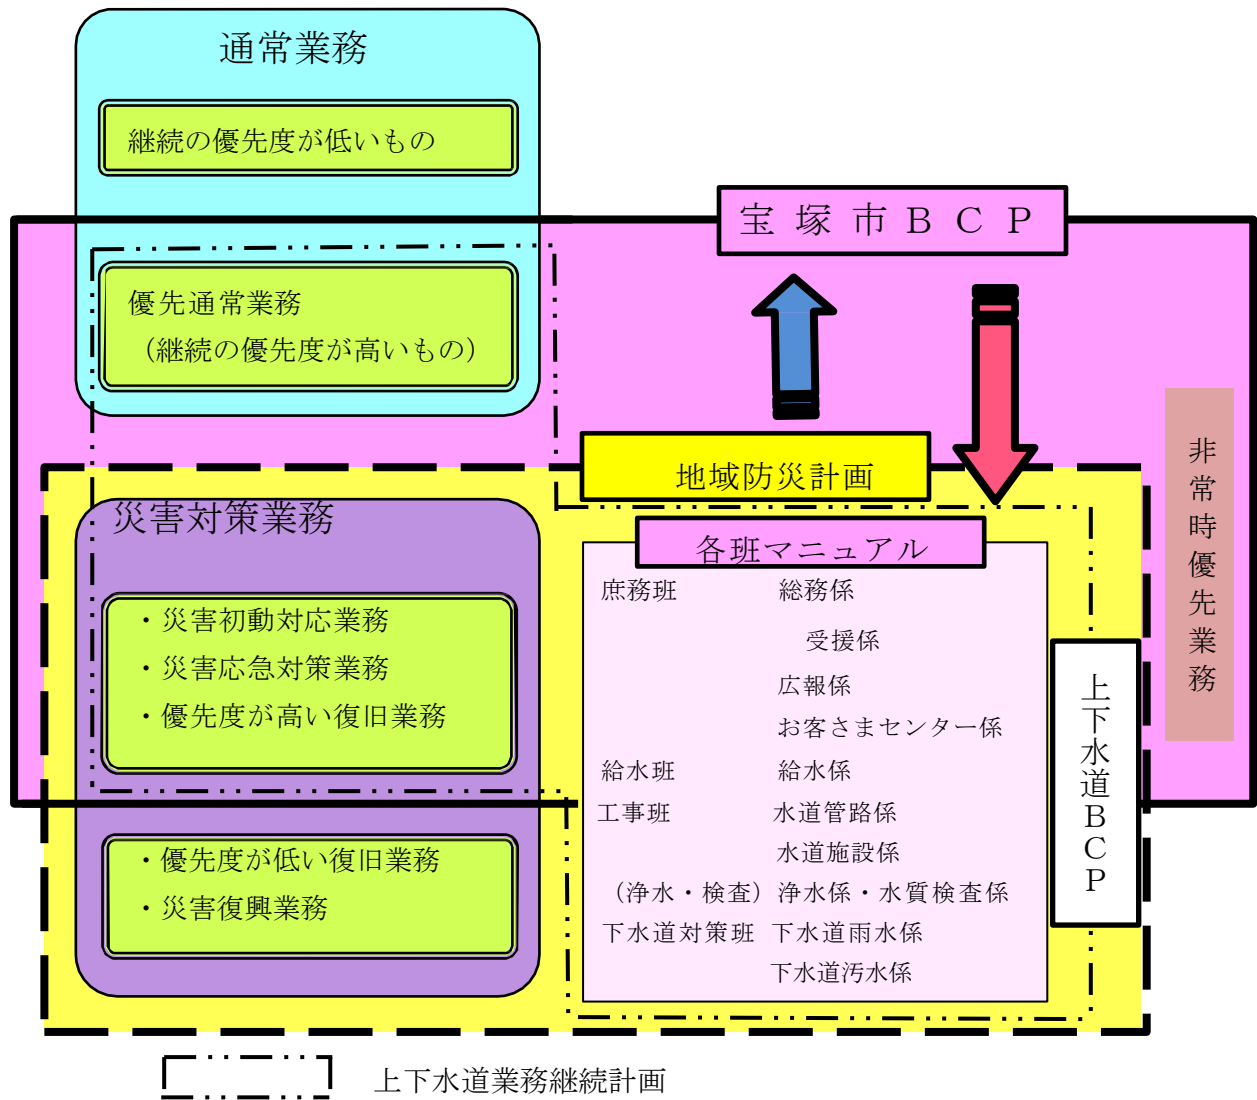 通常業務
継続の優先度が低いもの
宝塚市BCP
優先通常業務
(継続の優先度が高いもの)
地域防災計画
非常時優先業務
災害対策業務
・災害初動対応業務
・災害応急対策業務
・優先度が高い復旧業務
・優先度が低い復旧業務
・災害復興業務
各班マニュアル
庶務班 総務係
受援係
広報係
お客さまセンター係
給水班 給水係
工事班 水道管路係
水道施設係
(浄水・検査)浄水係・水質検査係
下水道対策班 下水道雨水係
下水道汚水係
上下水道BCP
上下水道業務継続計画